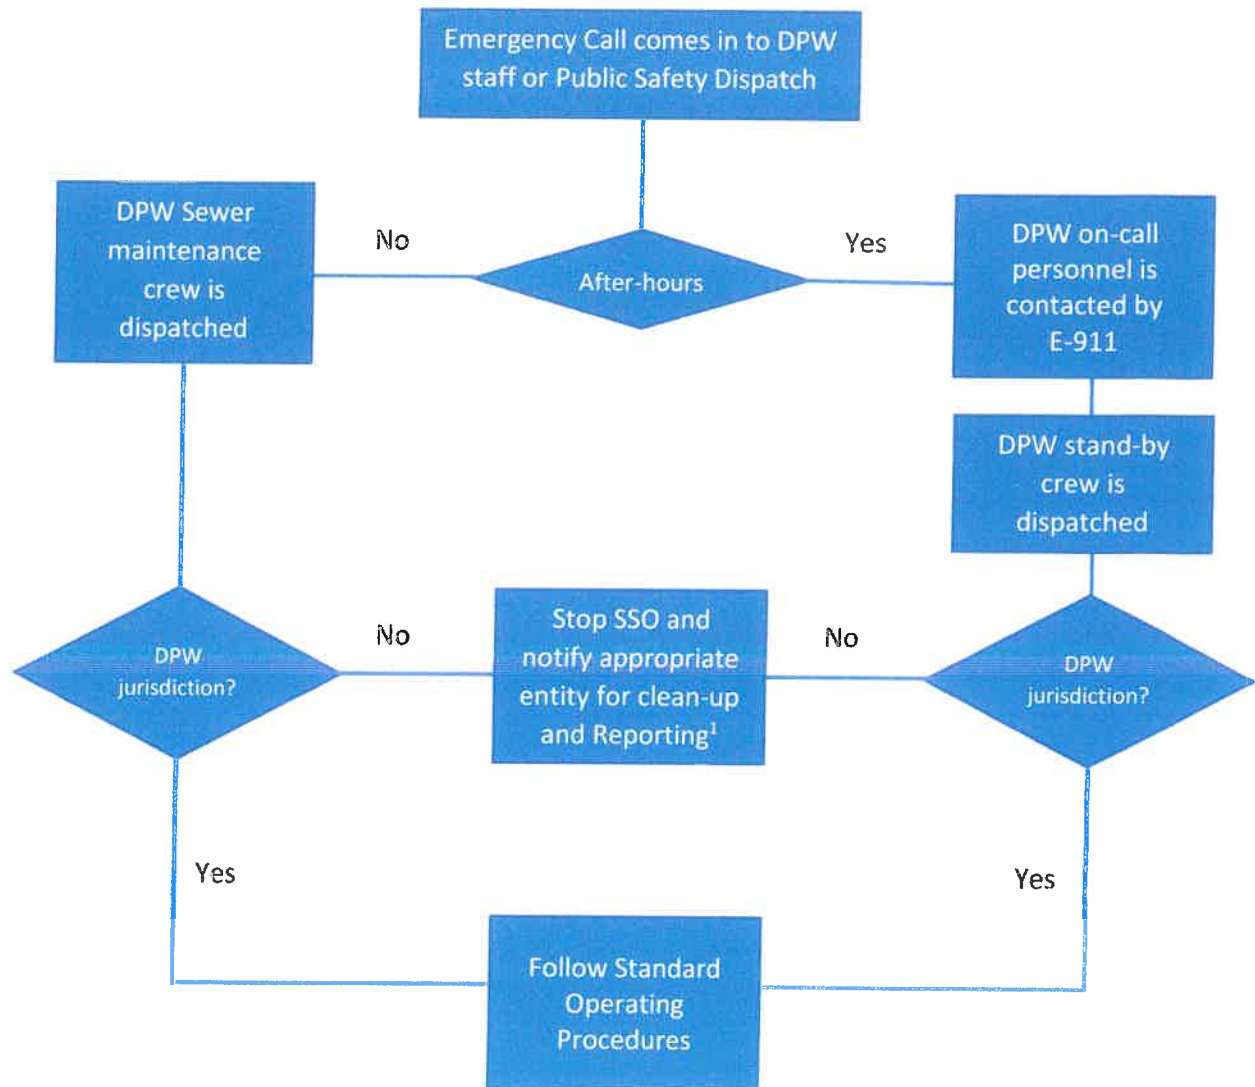 Emergency Call comes in to DPW
staff or Public Safety Dispatch
DPW Sewer
maintenance
crew is
dispatched
No
After-hours
Yes
DPW on-call
personnel is
contacted by
E-911
DPW stand-by
crew is
dispatched
DPW
jurisdiction?
No
Stop SSO and
notify appropriate
entity for clean-up
and Reporting¹
No
DPW
jurisdiction?
Yes
Yes
Follow Standard
Operating
Procedures